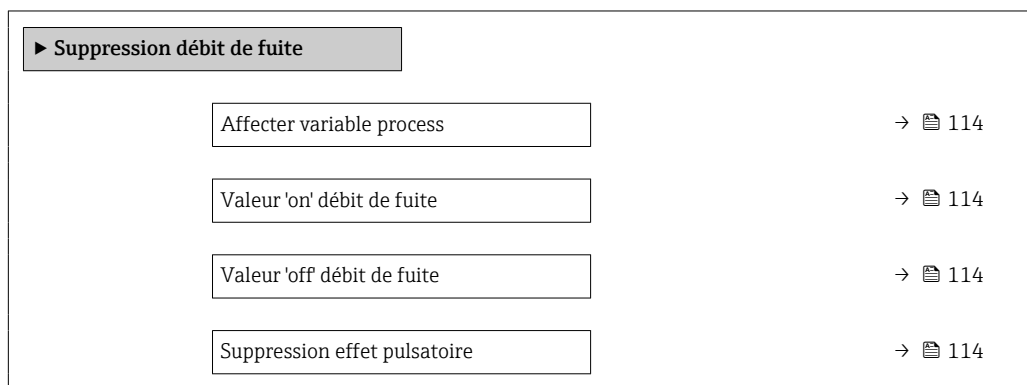 ▶ Suppression débit de fuite
Affecter variable process → 114
Valeur 'on' débit de fuite → 114
Valeur 'off' débit de fuite → 114
Suppression effet pulsatoire → 114